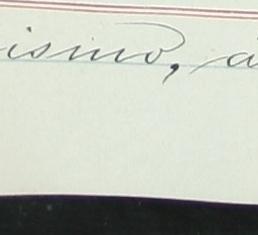 isimo, á